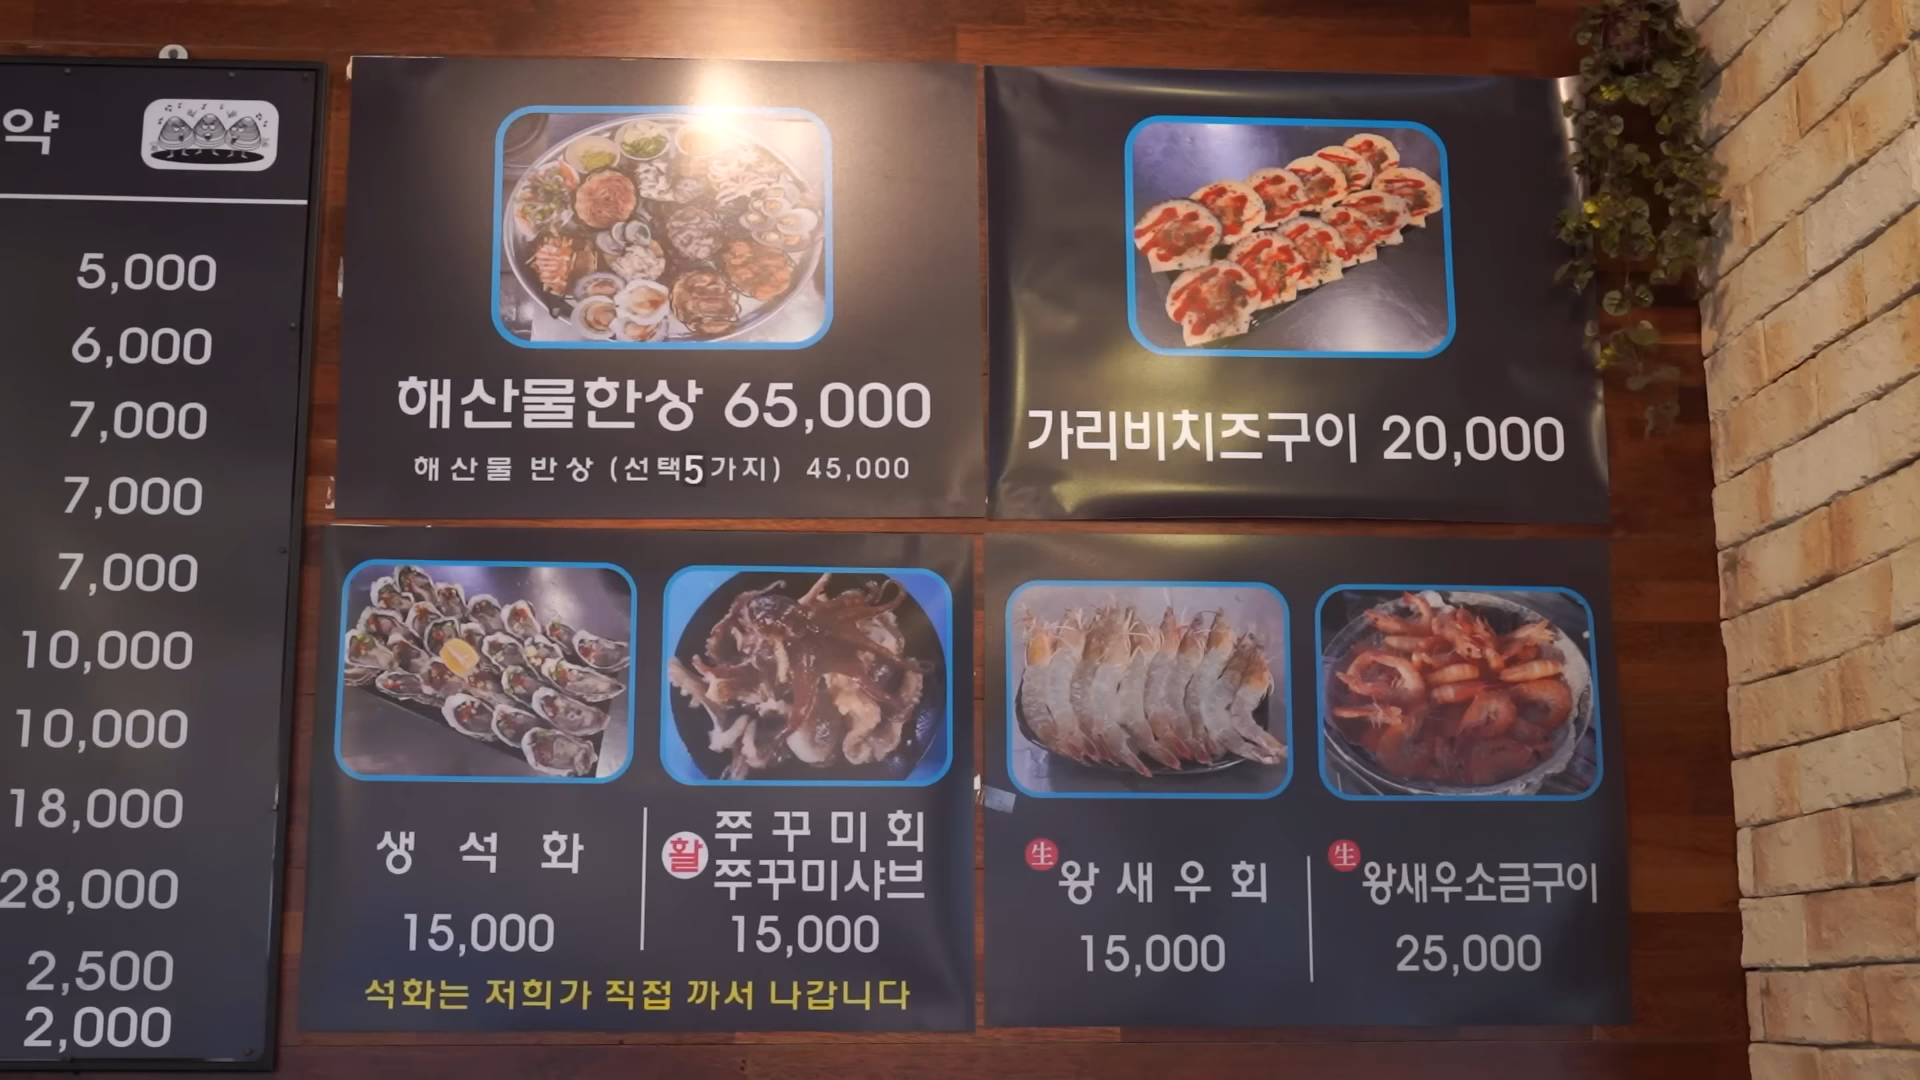 약
5,000
6,000
7,000
7,000
7,000
10,000
10,000
18,000
28,000
2,500
2,000
해산물한상 65,000
해산물 반상 (선택5가지) 45,000
가리비치즈구이 20,000
생석화
15,000
활 쭈꾸미회
쭈꾸미샤브
15,000
석화는 저희가 직접 까서 나갑니다
生 왕새우회
15,000
生 왕새우소금구이
25,000